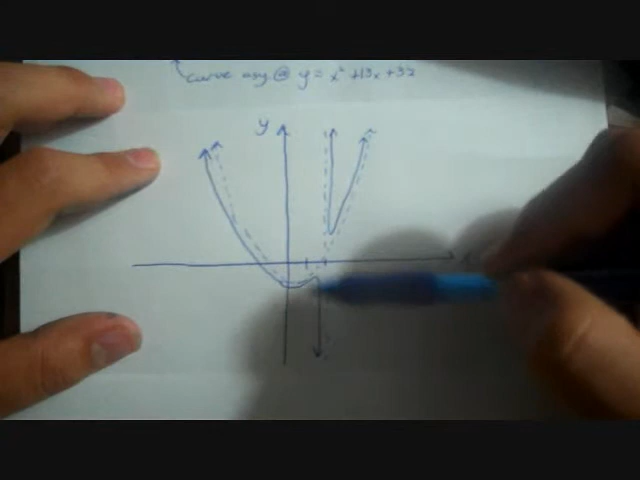 curve asy @ y = x² + 13x + 37
y
x